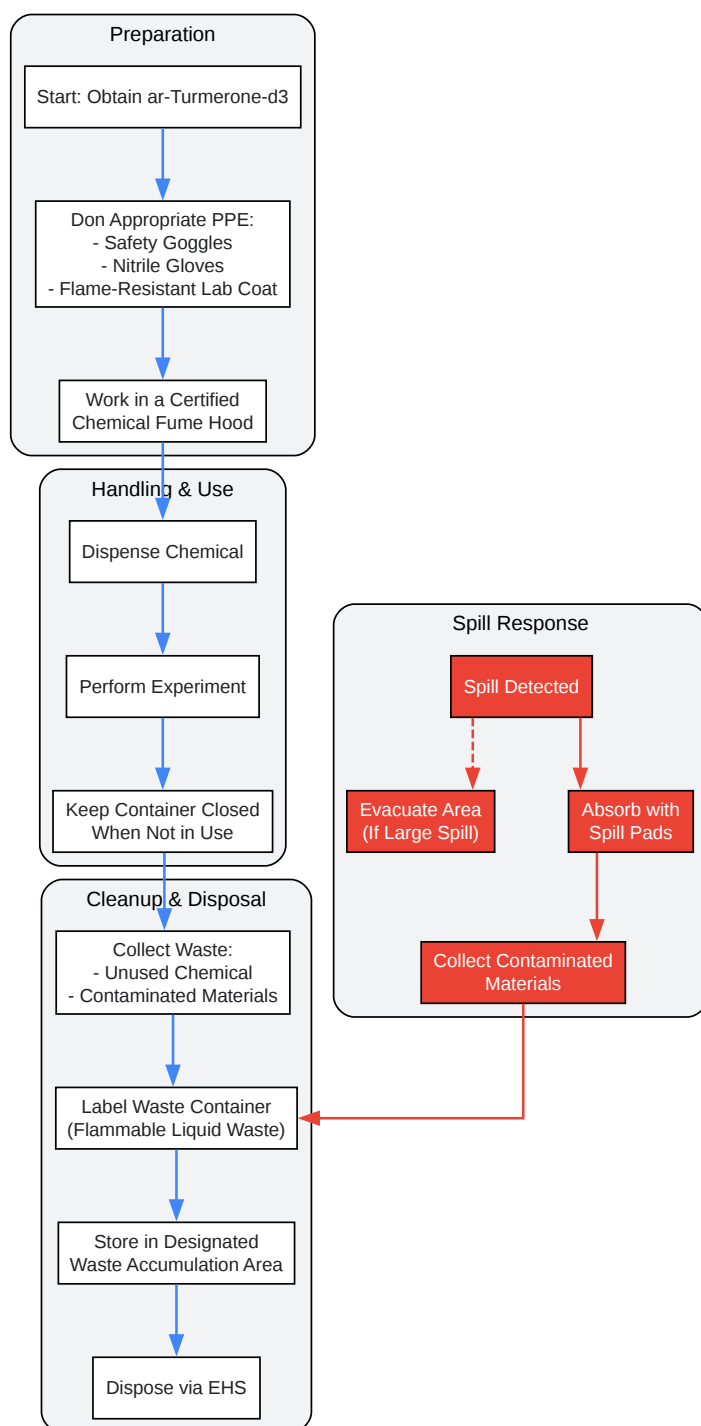 Preparation
Start: Obtain ar-Turmerone-d3
Don Appropriate PPE:
- Safety Goggles
- Nitrile Gloves
- Flame-Resistant Lab Coat
Work in a Certified
Chemical Fume Hood
Handling & Use
Dispense Chemical
Perform Experiment
Keep Container Closed
When Not in Use
Spill Response
Spill Detected
Evacuate Area
(If Large Spill)
Absorb with
Spill Pads
Collect Contaminated
Materials
Cleanup & Disposal
Collect Waste:
- Unused Chemical
- Contaminated Materials
Label Waste Container
(Flammable Liquid Waste)
Store in Designated
Waste Accumulation Area
Dispose via EHS